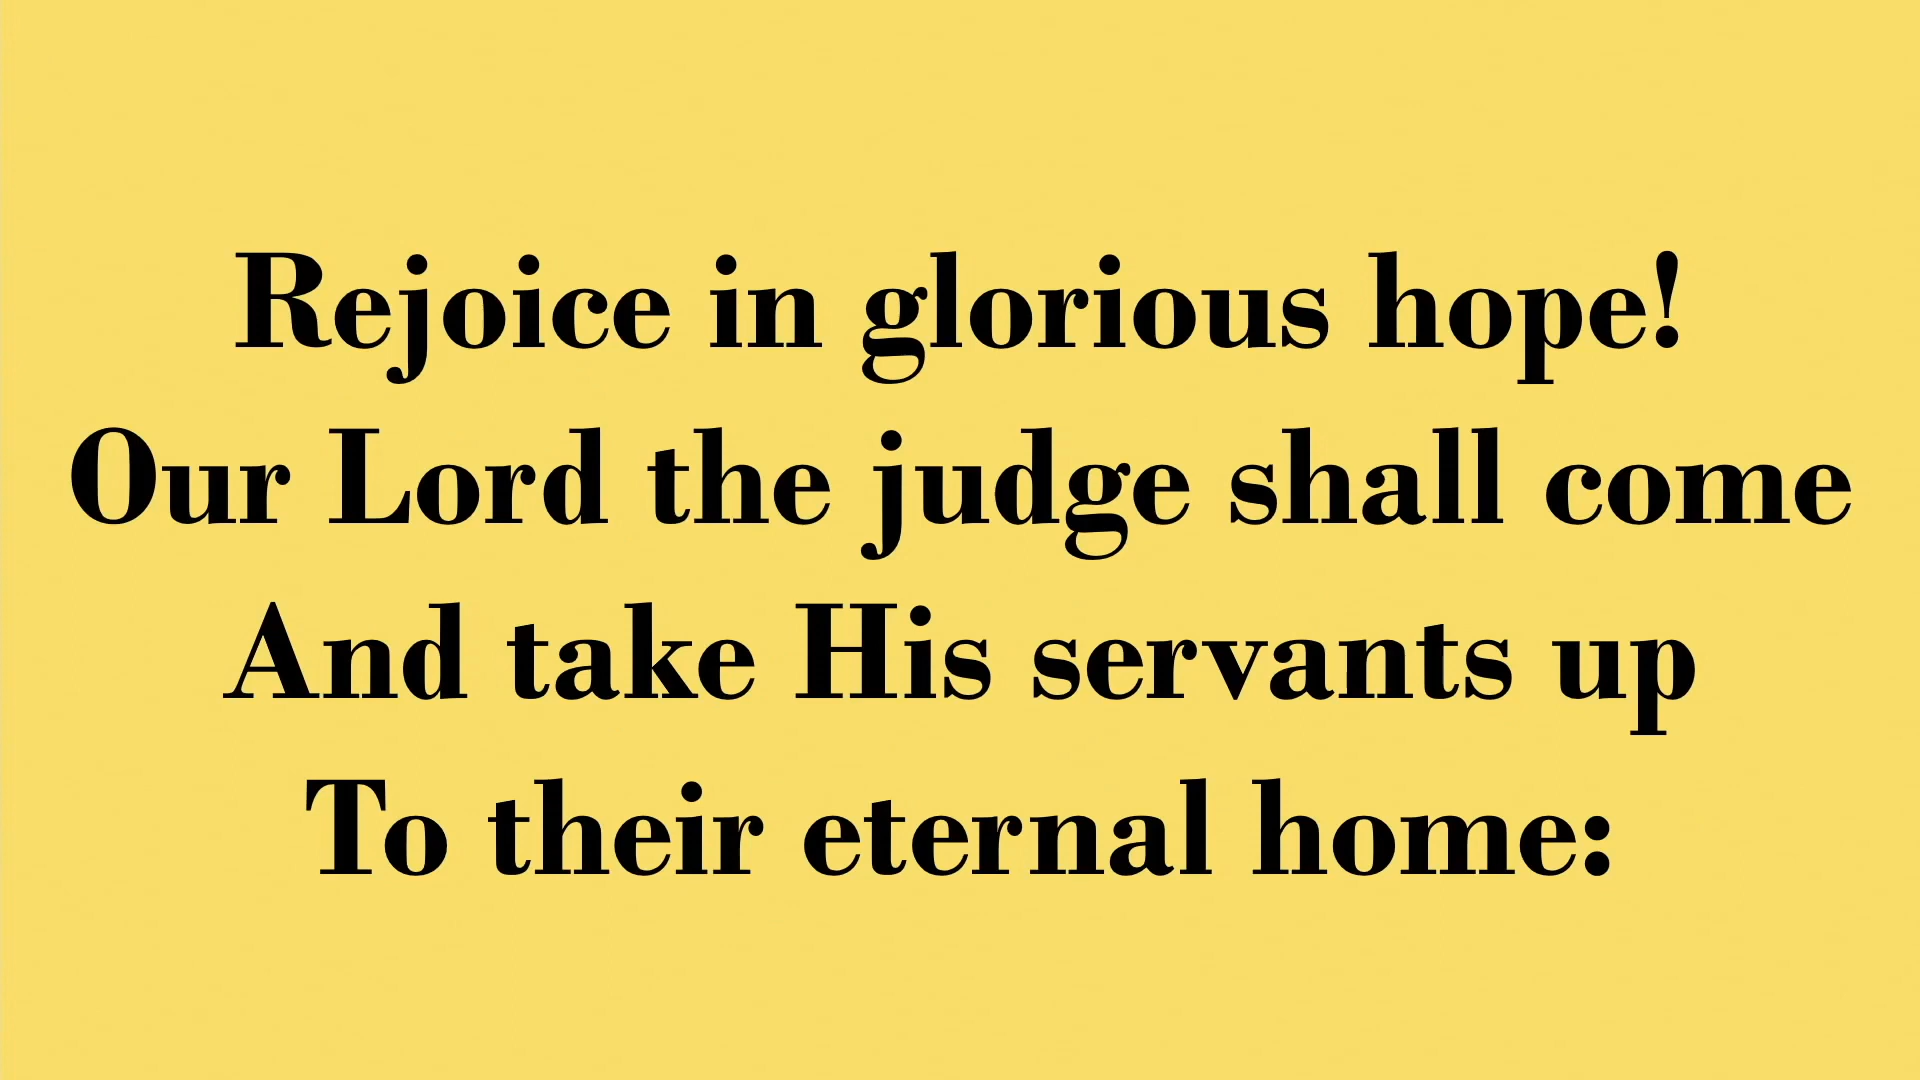 Rejoice in glorious hope!
Our Lord the judge shall come
And take His servants up
To their eternal home: